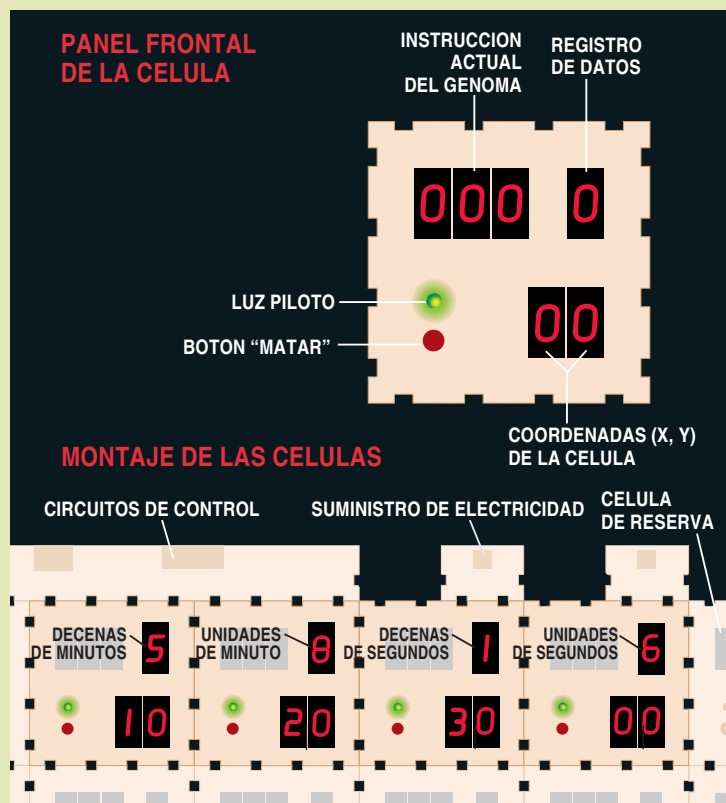 PANEL FRONTAL
DE LA CELULA
INSTRUCCION
ACTUAL
DEL GENOMA
REGISTRO
DE DATOS
000
0
LUZ PILOTO
BOTON “MATAR”
00
COORDENADAS (X, Y)
DE LA CELULA
MONTAJE DE LAS CELULAS
CIRCUITOS DE CONTROL
SUMINISTRO DE ELECTRICIDAD
CELULA
DE RESERVA
DECENAS
DE MINUTOS
5
UNIDADES
DE MINUTO
8
DECENAS
DE SEGUNDOS
1
UNIDADES
DE SEGUNDOS
6
10
20
30
00